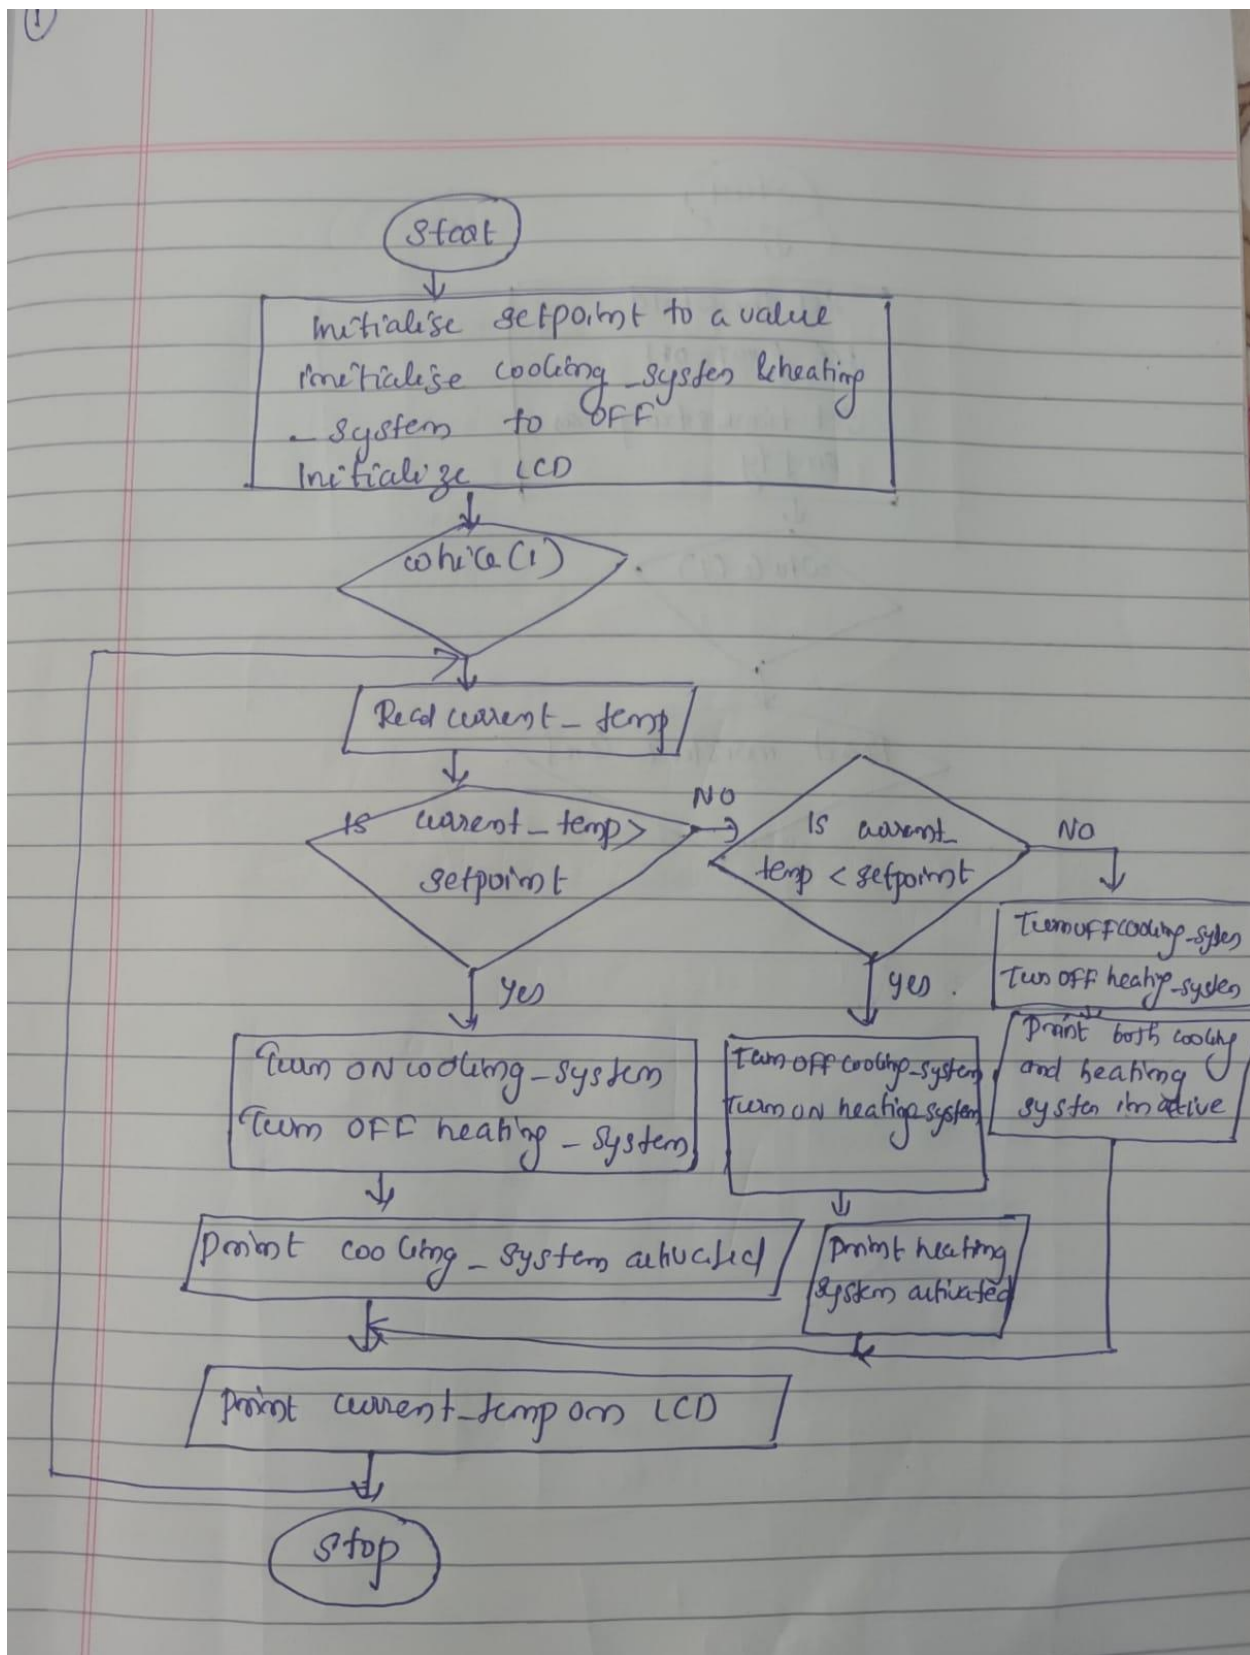 1
Start
Initialise setpoint to a value
initialise cooling_system & heating
_system to OFF
Initialize LCD
while(1)
Read current_temp
Is current_temp>
setpoint
NO
Is current_
temp < setpoint
NO
Yes
yes
Turn OFF cooling_system
Turn OFF heating_system
Print both cooling
and heating
system inactive
Turn ON cooling_system
Turn OFF heating_system
Turn OFF cooling_system
Turn ON heating_system
Print cooling_system activated
print heating
system activated
print current_temp on LCD
Stop